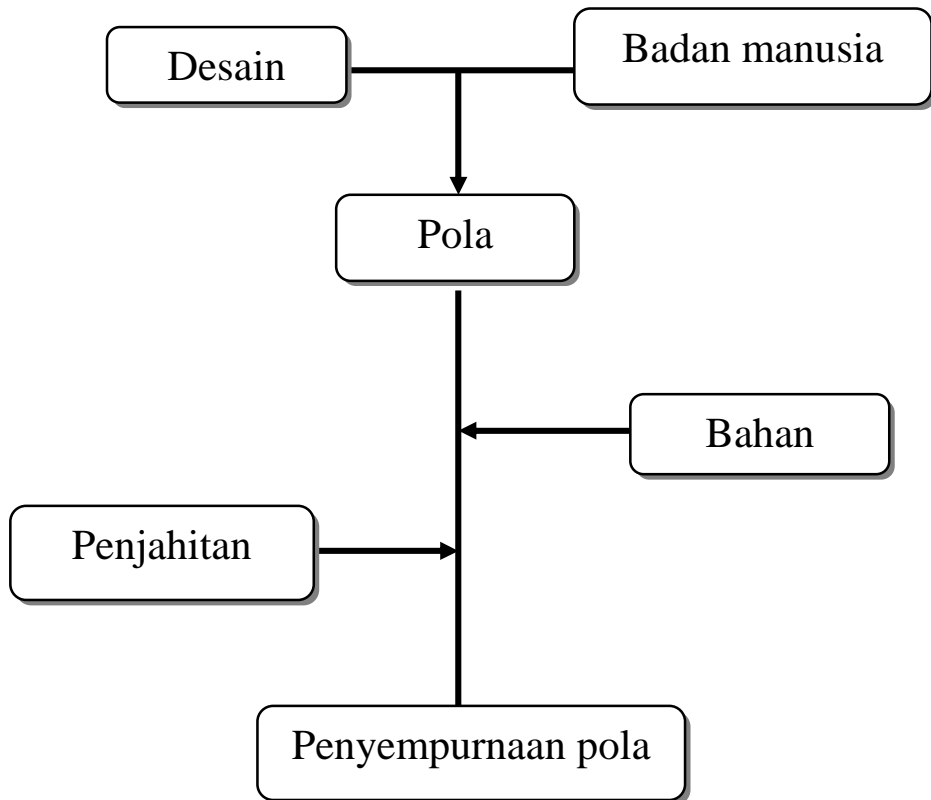 Desain
Badan manusia
Pola
Bahan
Penjahitan
Penyempurnaan pola